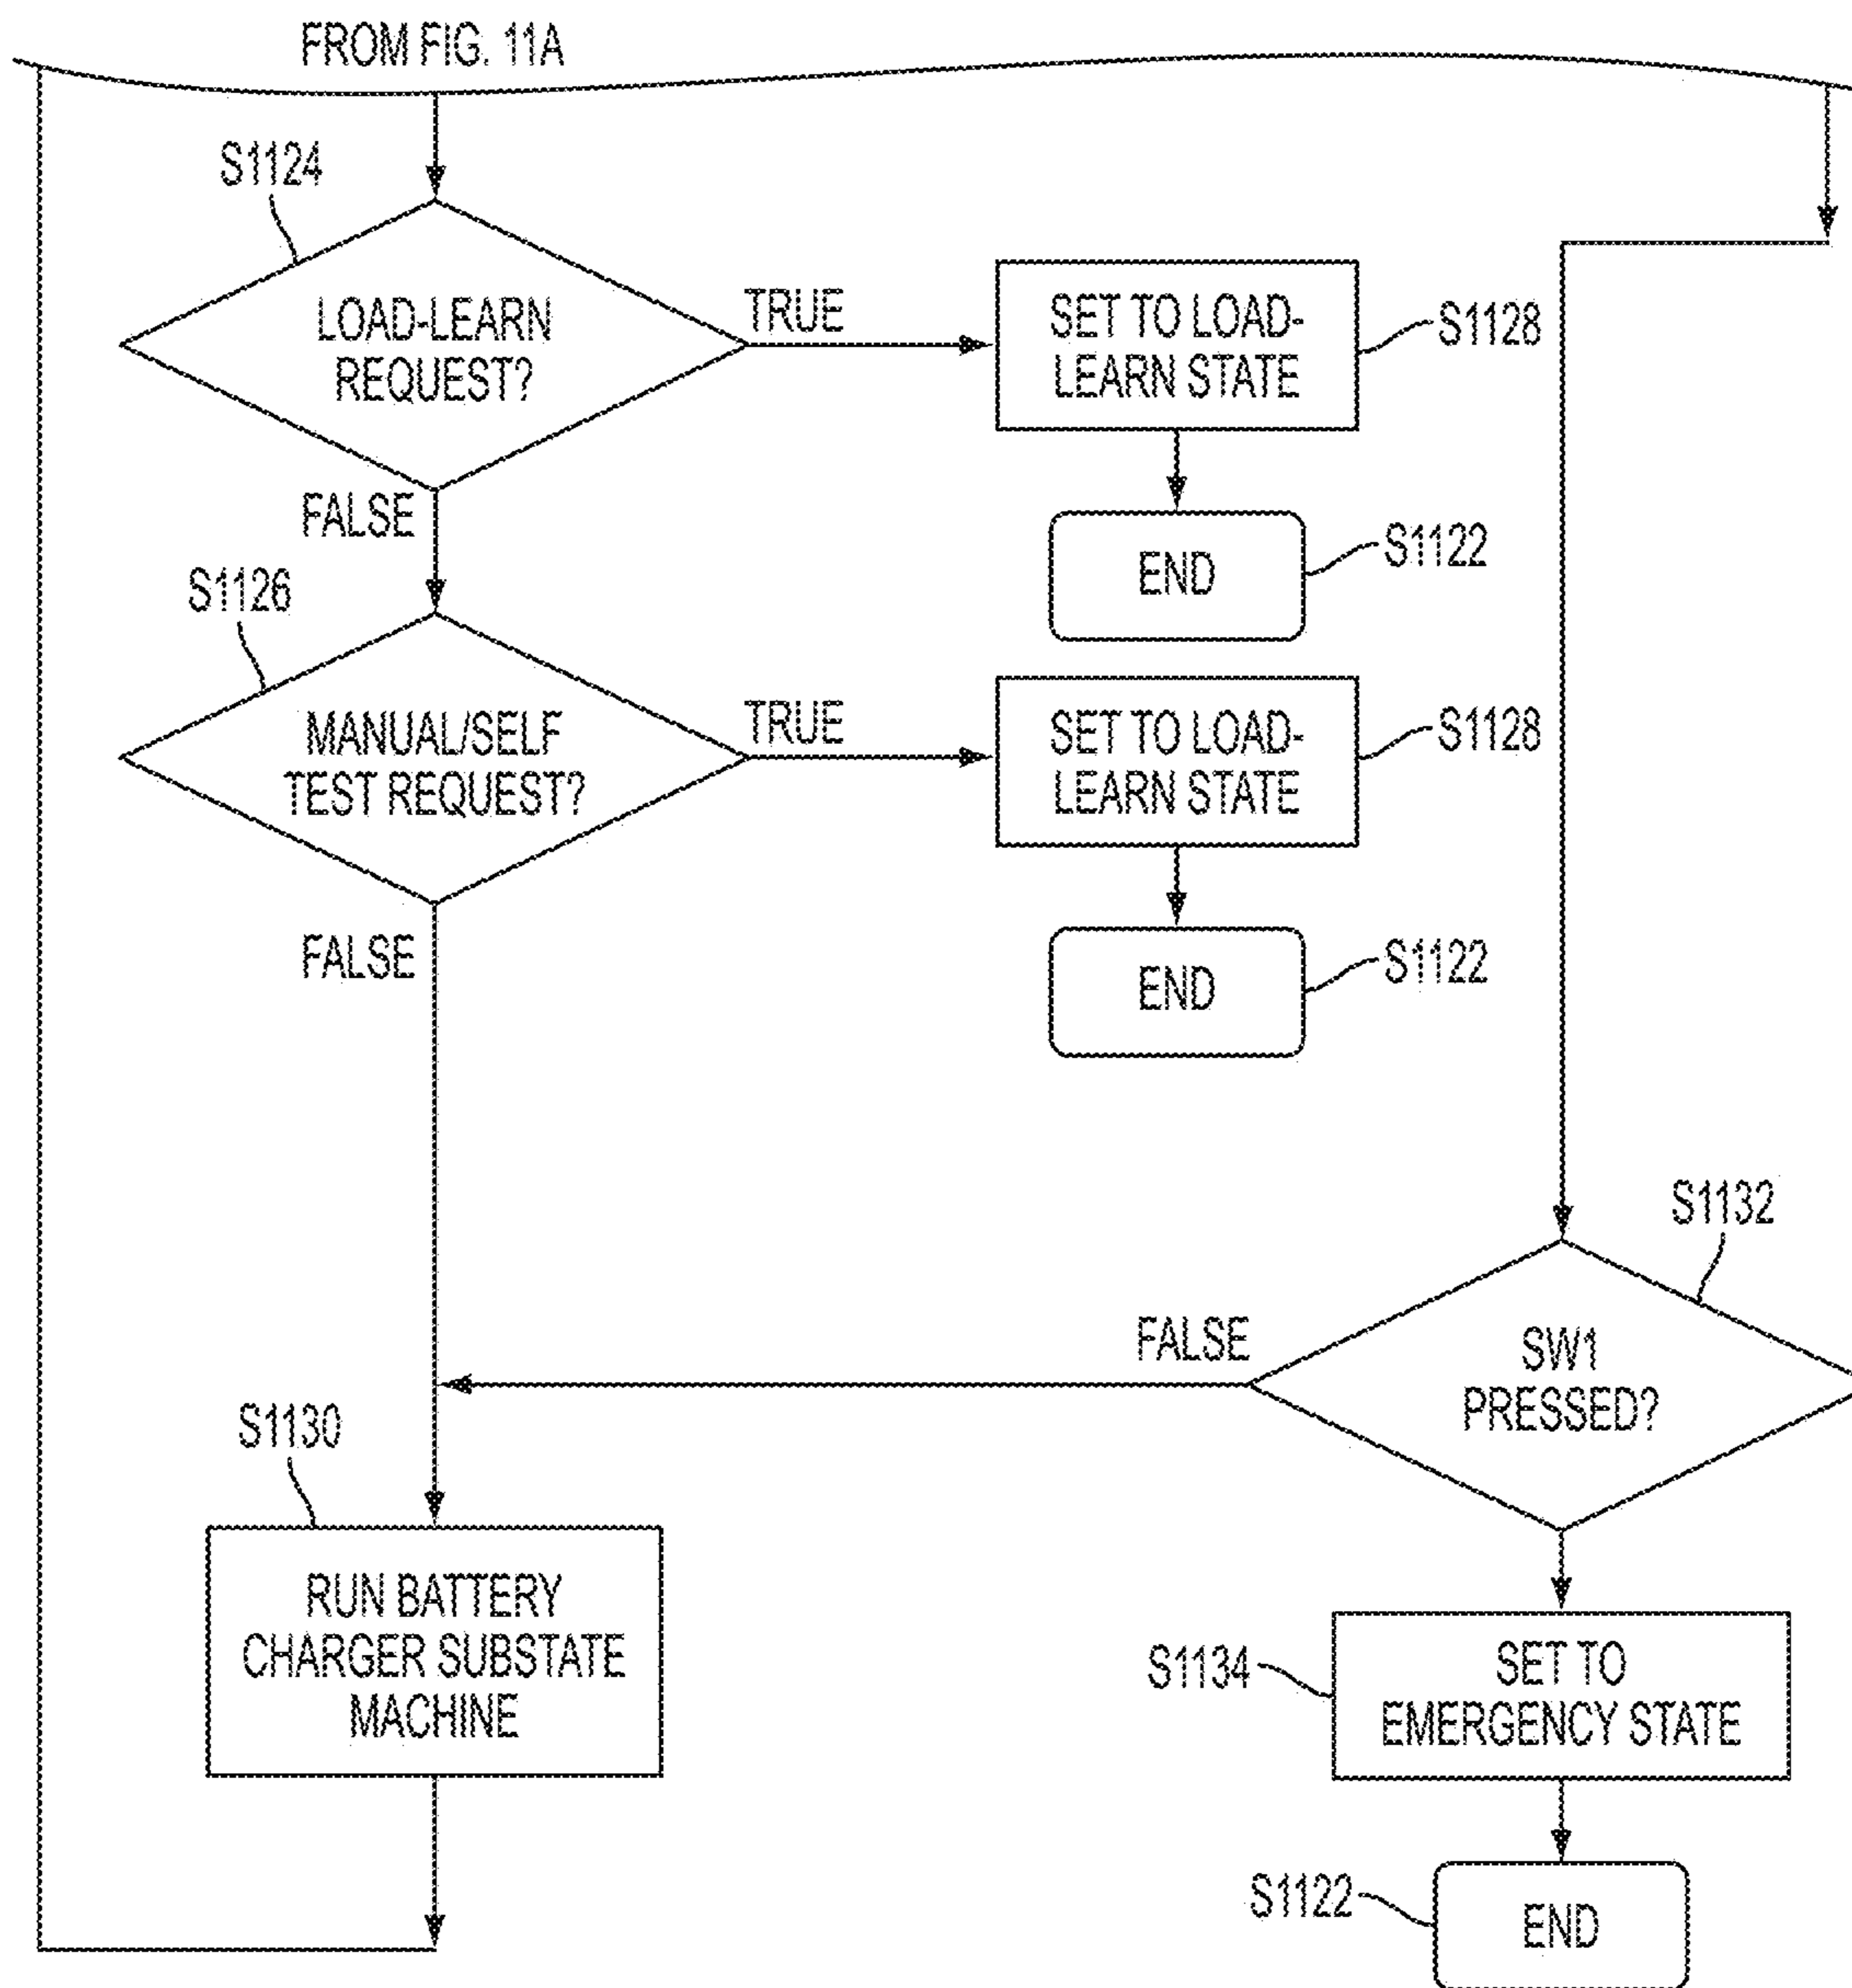 FROM FIG. 11A
S1124
LOAD-LEARN
REQUEST?
TRUE
SET TO LOAD-
LEARN STATE
S1128
FALSE
END
S1122
S1126
MANUAL/SELF
TEST REQUEST?
TRUE
SET TO LOAD-
LEARN STATE
S1128
FALSE
END
S1122
S1132
SW1
PRESSED?
FALSE
S1130
RUN BATTERY
CHARGER SUBSTATE
MACHINE
S1134
SET TO
EMERGENCY STATE
S1122
END